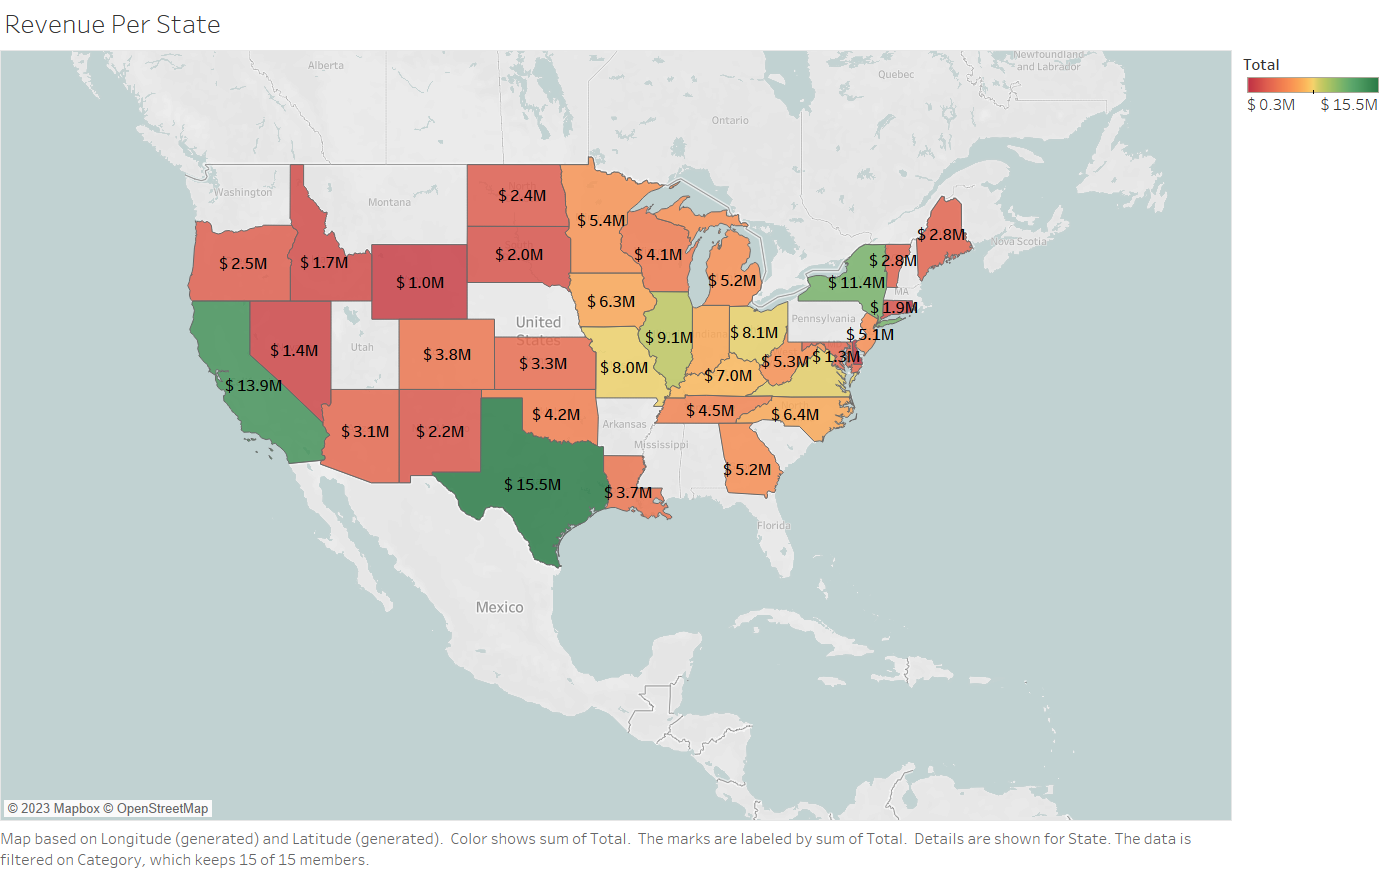 Revenue Per State
Total
$ 0.3M $ 15.5M
Newfoundland
and Labrador
Alberta
Quebec
Ontario
Washington
Montana
$ 2.4M
$ 5.4M
$ 2.8M
Nova Scotia
$ 2.5M
$ 1.7M
$ 2.0M
$ 4.1M
$ 2.8M
$ 1.0M
$ 5.2M
$ 11.4M
MA
$ 6.3M
$ 1.9M
United
States
Pennsylvania
$ 9.1M
$ 8.1M
$ 5.1M
$ 1.4M
Utah
$ 3.8M
$ 3.3M
$ 8.0M
$ 5.3M
$ 1.3M
$ 7.0M
$ 13.9M
$ 4.2M
$ 4.5M
$ 6.4M
Arkansas
$ 3.1M
$ 2.2M
Mississippi
$ 15.5M
$ 3.7M
$ 5.2M
Florida
Mexico
© 2023 Mapbox © OpenStreetMap
Map based on Longitude (generated) and Latitude (generated).  Color shows sum of Total.  The marks are labeled by sum of Total.  Details are shown for State. The data is
filtered on Category, which keeps 15 of 15 members.